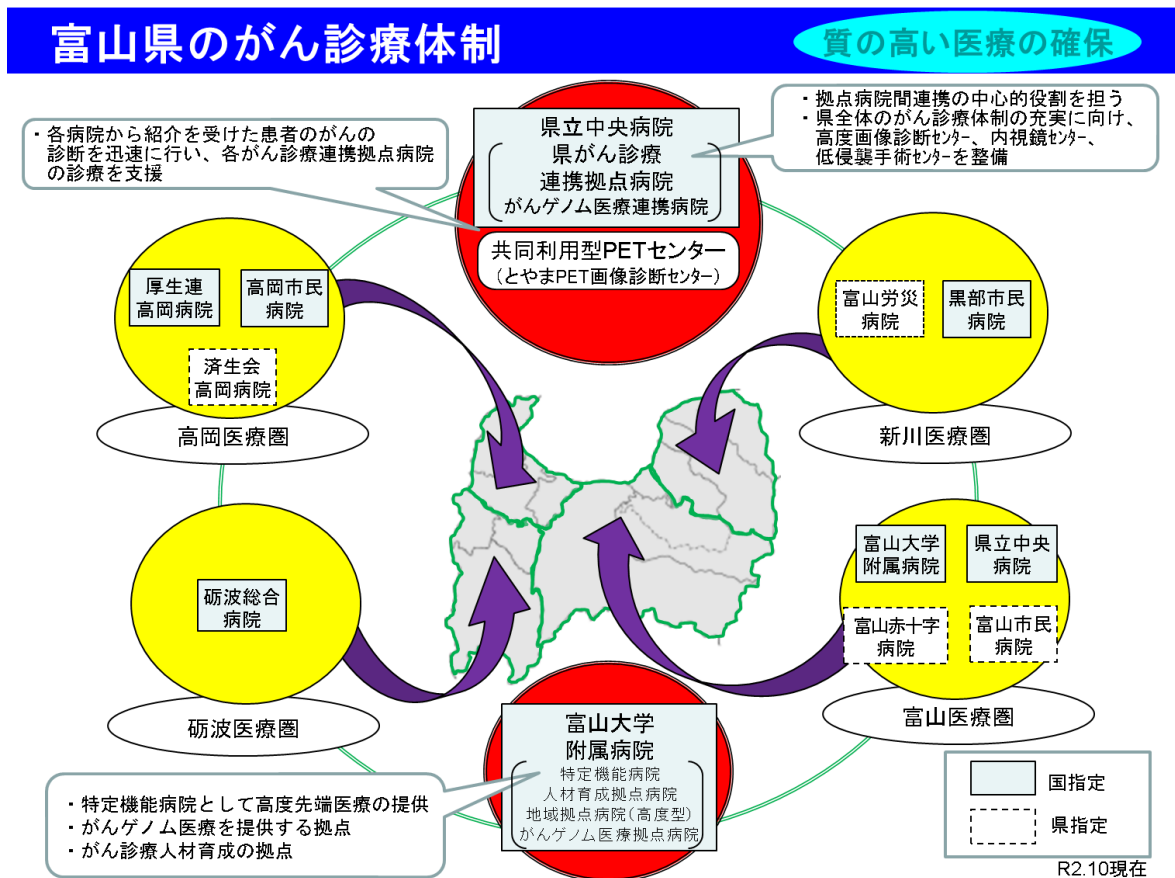 富山県のがん診療体制
質の高い医療の確保
・各病院から紹介を受けた患者のがんの
診断を迅速に行い、各がん診療連携拠点病院
の診療を支援
県立中央病院
県がん診療
連携拠点病院
がんゲノム医療連携病院
共同利用型PETセンター
(とやまPET画像診断ｾﾝﾀｰ)
・拠点病院間連携の中心的役割を担う
・県全体のがん診療体制の充実に向け、
高度画像診断ｾﾝﾀｰ、内視鏡ｾﾝﾀｰ、
低侵襲手術ｾﾝﾀｰを整備
厚生連
高岡病院
高岡市民
病院
済生会
高岡病院
高岡医療圏
富山労災
病院
黒部市民
病院
新川医療圏
砺波総合
病院
砺波医療圏
富山大学
附属病院
県立中央
病院
富山赤十字
病院
富山市民
病院
富山医療圏
富山大学
附属病院
特定機能病院
人材育成拠点病院
地域拠点病院(高度型)
がんゲノム医療拠点病院
・特定機能病院として高度先端医療の提供
・がんゲノム医療を提供する拠点
・がん診療人材育成の拠点
国指定
県指定
R2.10現在